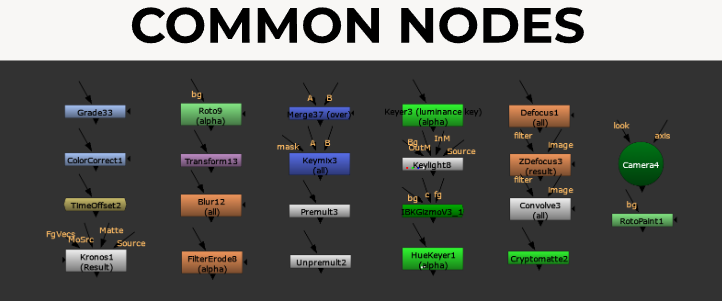 COMMON NODES
Grade33
ColorCorrect1
TimeOffset2
FgVecs
MoSrc
Matte
Source
Kronos1
(Result)
bg
Roto9
(alpha)
Transform13
Blur12
(all)
FilterErode8
(alpha)
A B
Merge37 (over)
mask A B
Keymix3
(all)
Premult3
Unpremult2
Keyer3 (luminance key)
(alpha)
Bg
OutM
InM
Source
Keylight8
bg c fg
IBKGizmoV3_1
HueKeyer1
(alpha)
Defocus1
(all)
filter
image
ZDefocus3
(result)
filter
image
Convolve3
(all)
Cryptomatte2
look
axis
Camera4
bg
RotoPaint1